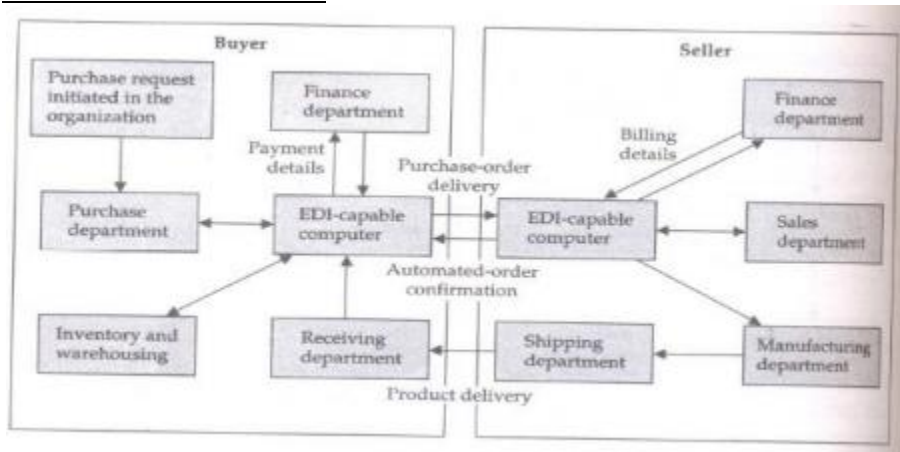 Buyer
Purchase request
initiated in the
organization
Finance
department
Payment
details
Purchase
department
EDI-capable
computer
Inventory and
warehousing
Receiving
department
Purchase-order
delivery
Automated-order
confirmation
Product delivery
Seller
Finance
department
Billing
details
EDI-capable
computer
Sales
department
Shipping
department
Manufacturing
department